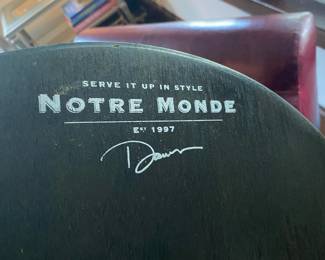 SERVE IT UP IN STYLE
NOTRE MONDE
EST 1997